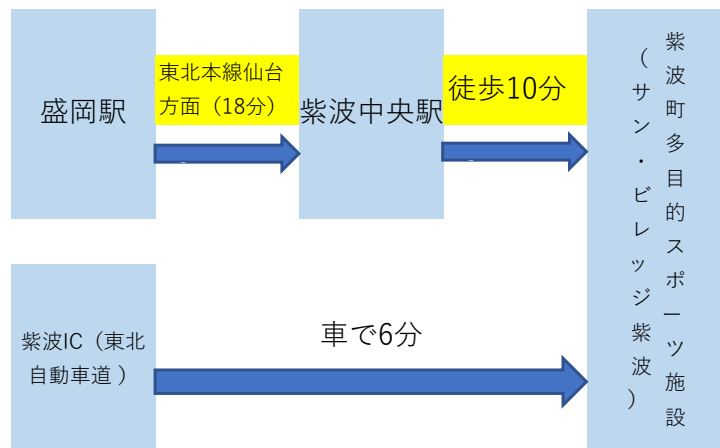 盛岡駅
東北本線仙台
方面（18分）
紫波中央駅
徒歩10分
紫波町多目的スポーツ施設
（サン・ビレッジ紫波）
紫波IC（東北
自動車道 ）
車で6分